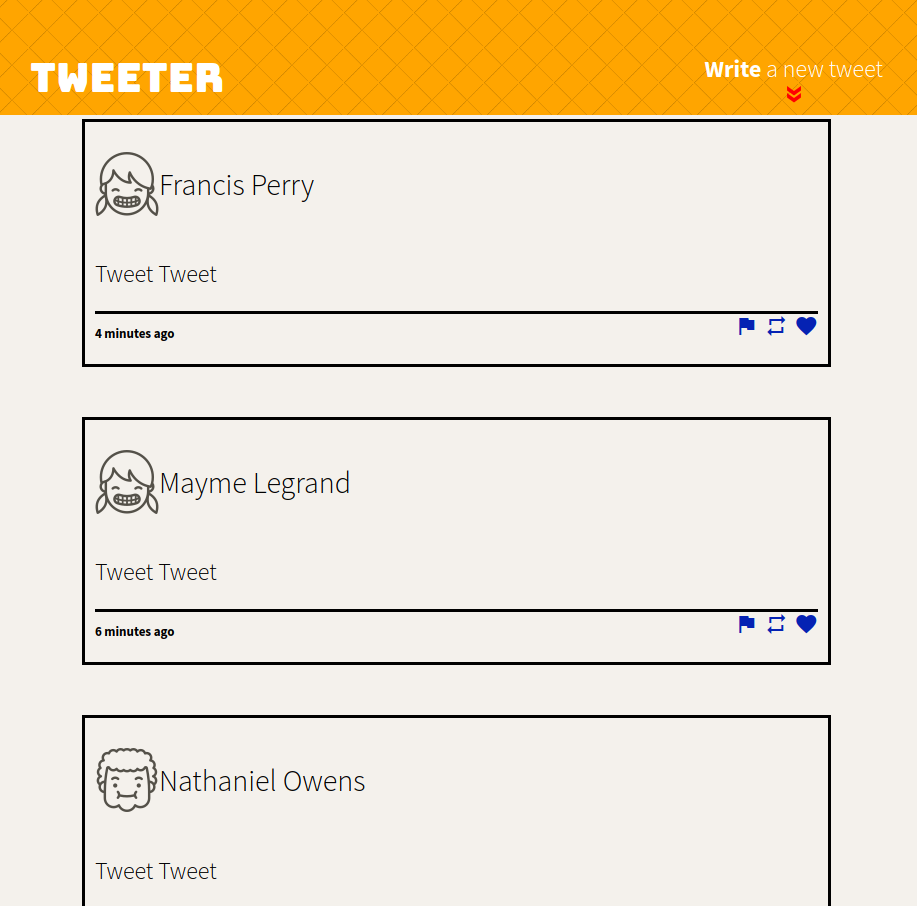 TWEETER
Write a new tweet
Francis Perry
Tweet Tweet
4 minutes ago
Mayme Legrand
Tweet Tweet
6 minutes ago
Nathaniel Owens
Tweet Tweet